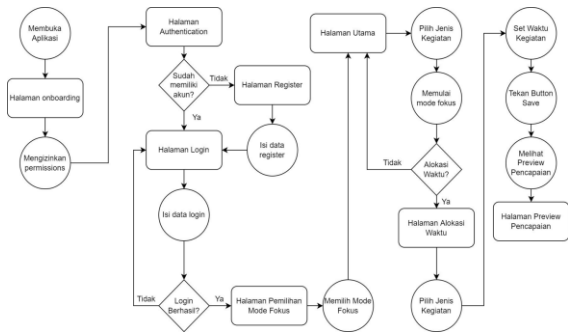 Membuka
Aplikasi
Halaman onboarding
Mengizinkan
permissions
Halaman
Authentication
Sudah
memiliki
akun?
Tidak
Halaman Register
Ya
Isi data
register
Halaman Login
Isi data login
Login
Berhasil?
Tidak
Ya
Halaman Pemilihan
Mode Fokus
Memilih Mode
Fokus
Halaman Utama
Pilih Jenis
Kegiatan
Memulai
mode fokus
Alokasi
Waktu?
Tidak
Ya
Halaman Alokasi
Waktu
Pilih Jenis
Kegiatan
Set Waktu
Kegiatan
Tekan Button
Save
Melihat
Preview
Pencapaian
Halaman Preview
Pencapaian